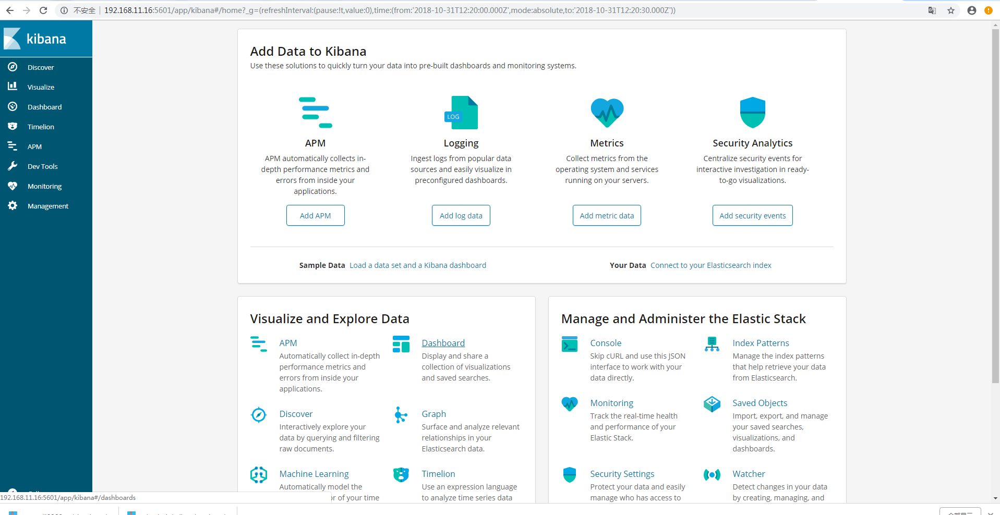 不安全 192.168.11.16:5601/app/kibana#/home?_g=(refreshInterval:(pause:!t,value:0),time:(from:'2018-10-31T12:20:00.000Z',mode:absolute,to:'2018-10-31T12:20:30.000Z'))
kibana
Discover
Visualize
Dashboard
Timelion
APM
Dev Tools
Monitoring
Management
Add Data to Kibana
Use these solutions to quickly turn your data into pre-built dashboards and monitoring systems.
APM
APM automatically collects in-
depth performance metrics and
errors from inside your
applications.
Add APM
LOG
Logging
Ingest logs from popular data
sources and easily visualize in
preconfigured dashboards.
Add log data
Metrics
Collect metrics from the
operating system and services
running on your servers.
Add metric data
Security Analytics
Centralize security events for
interactive investigation in ready-
to-go visualizations.
Add security events
Sample Data Load a data set and a Kibana dashboard
Your Data Connect to your Elasticsearch index
Visualize and Explore Data
APM
Automatically collect in-depth
performance metrics and
errors from inside your
applications.
Dashboard
Display and share a
collection of visualizations
and saved searches.
Discover
Interactively explore your
data by querying and filtering
raw documents.
Graph
Surface and analyze relevant
relationships in your
Elasticsearch data.
Machine Learning
Automatically model the
of your time
Timelion
Use an expression language
to analyze time series data
Manage and Administer the Elastic Stack
Console
Skip cURL and use this JSON
interface to work with your
data directly.
Index Patterns
Manage the index patterns
that help retrieve your data
from Elasticsearch.
Monitoring
Track the real-time health
and performance of your
Elastic Stack.
Saved Objects
Import, export, and manage
your saved searches,
visualizations, and
dashboards.
Security Settings
Protect your data and easily
manage who has access to
Watcher
Detect changes in your data
by creating, managing, and
192.168.11.16:5601/app/kibana#/dashboards